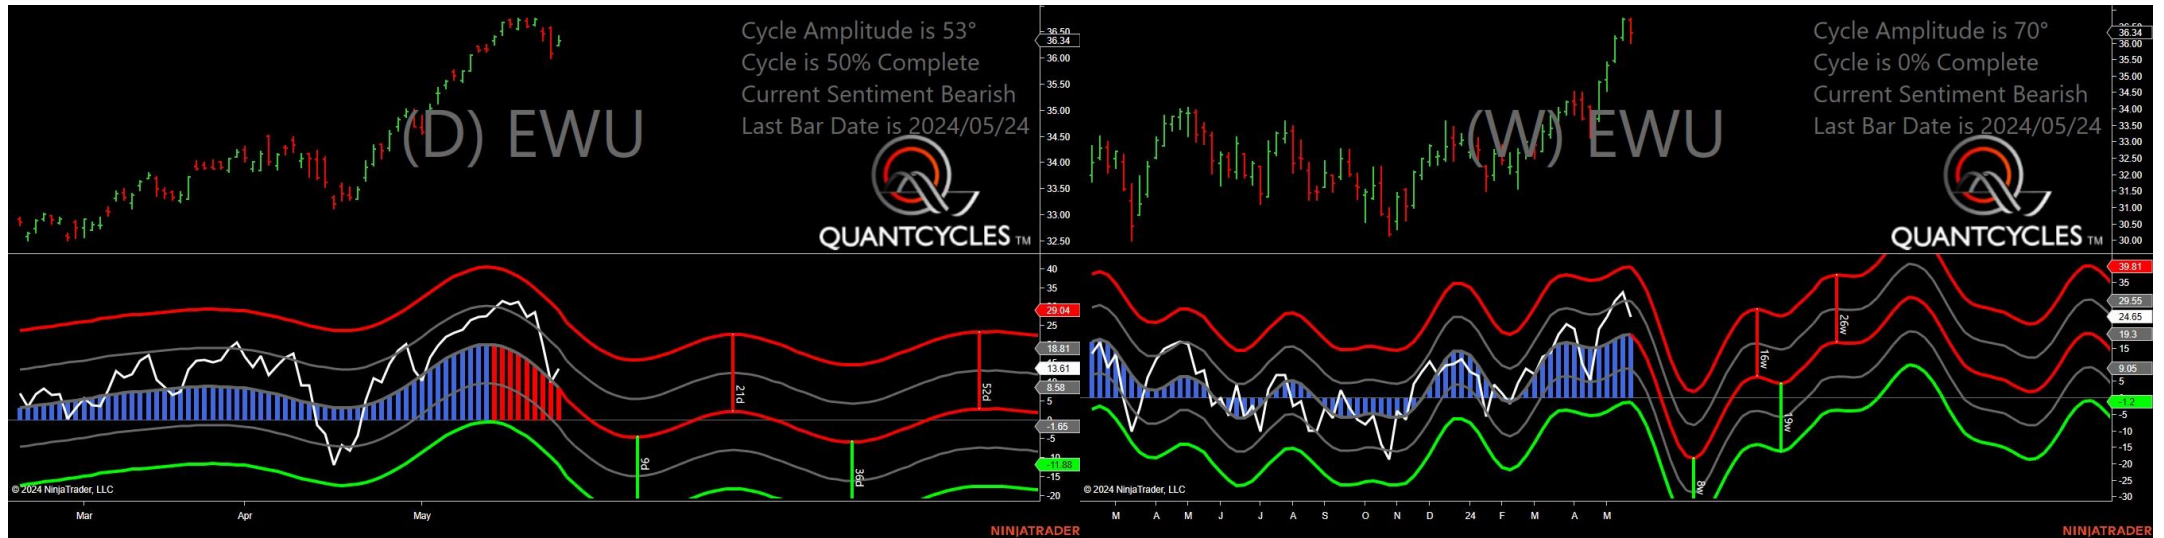 Cycle Amplitude is 53°
Cycle is 50% Complete
Current Sentiment Bearish
Last Bar Date is 2024/05/24
(D) EWU
QUANTCYCLES TM
36.50
36.34
36.00
35.50
35.00
34.50
34.00
33.50
33.00
32.50
40
35
29.04
25
18.81
13.61
8.58
5
0
-1.65
-5
-11.88
-15
-20
21d
52d
9d
36d
© 2024 NinjaTrader, LLC
Mar Apr May
NINJATRADER
Cycle Amplitude is 70°
Cycle is 0% Complete
Current Sentiment Bearish
Last Bar Date is 2024/05/24
(W) EWU
QUANTCYCLES TM
36.34
36.00
35.50
35.00
34.50
34.00
33.50
33.00
32.50
32.00
31.50
31.00
30.50
30.00
39.81
35
29.55
24.65
19.3
15
9.05
5
-1.2
-5
-10
-15
-20
-25
-30
16w
26w
19w
8w
© 2024 NinjaTrader, LLC
M A M J J A S O N D 24 F M A M
NINJATRADER